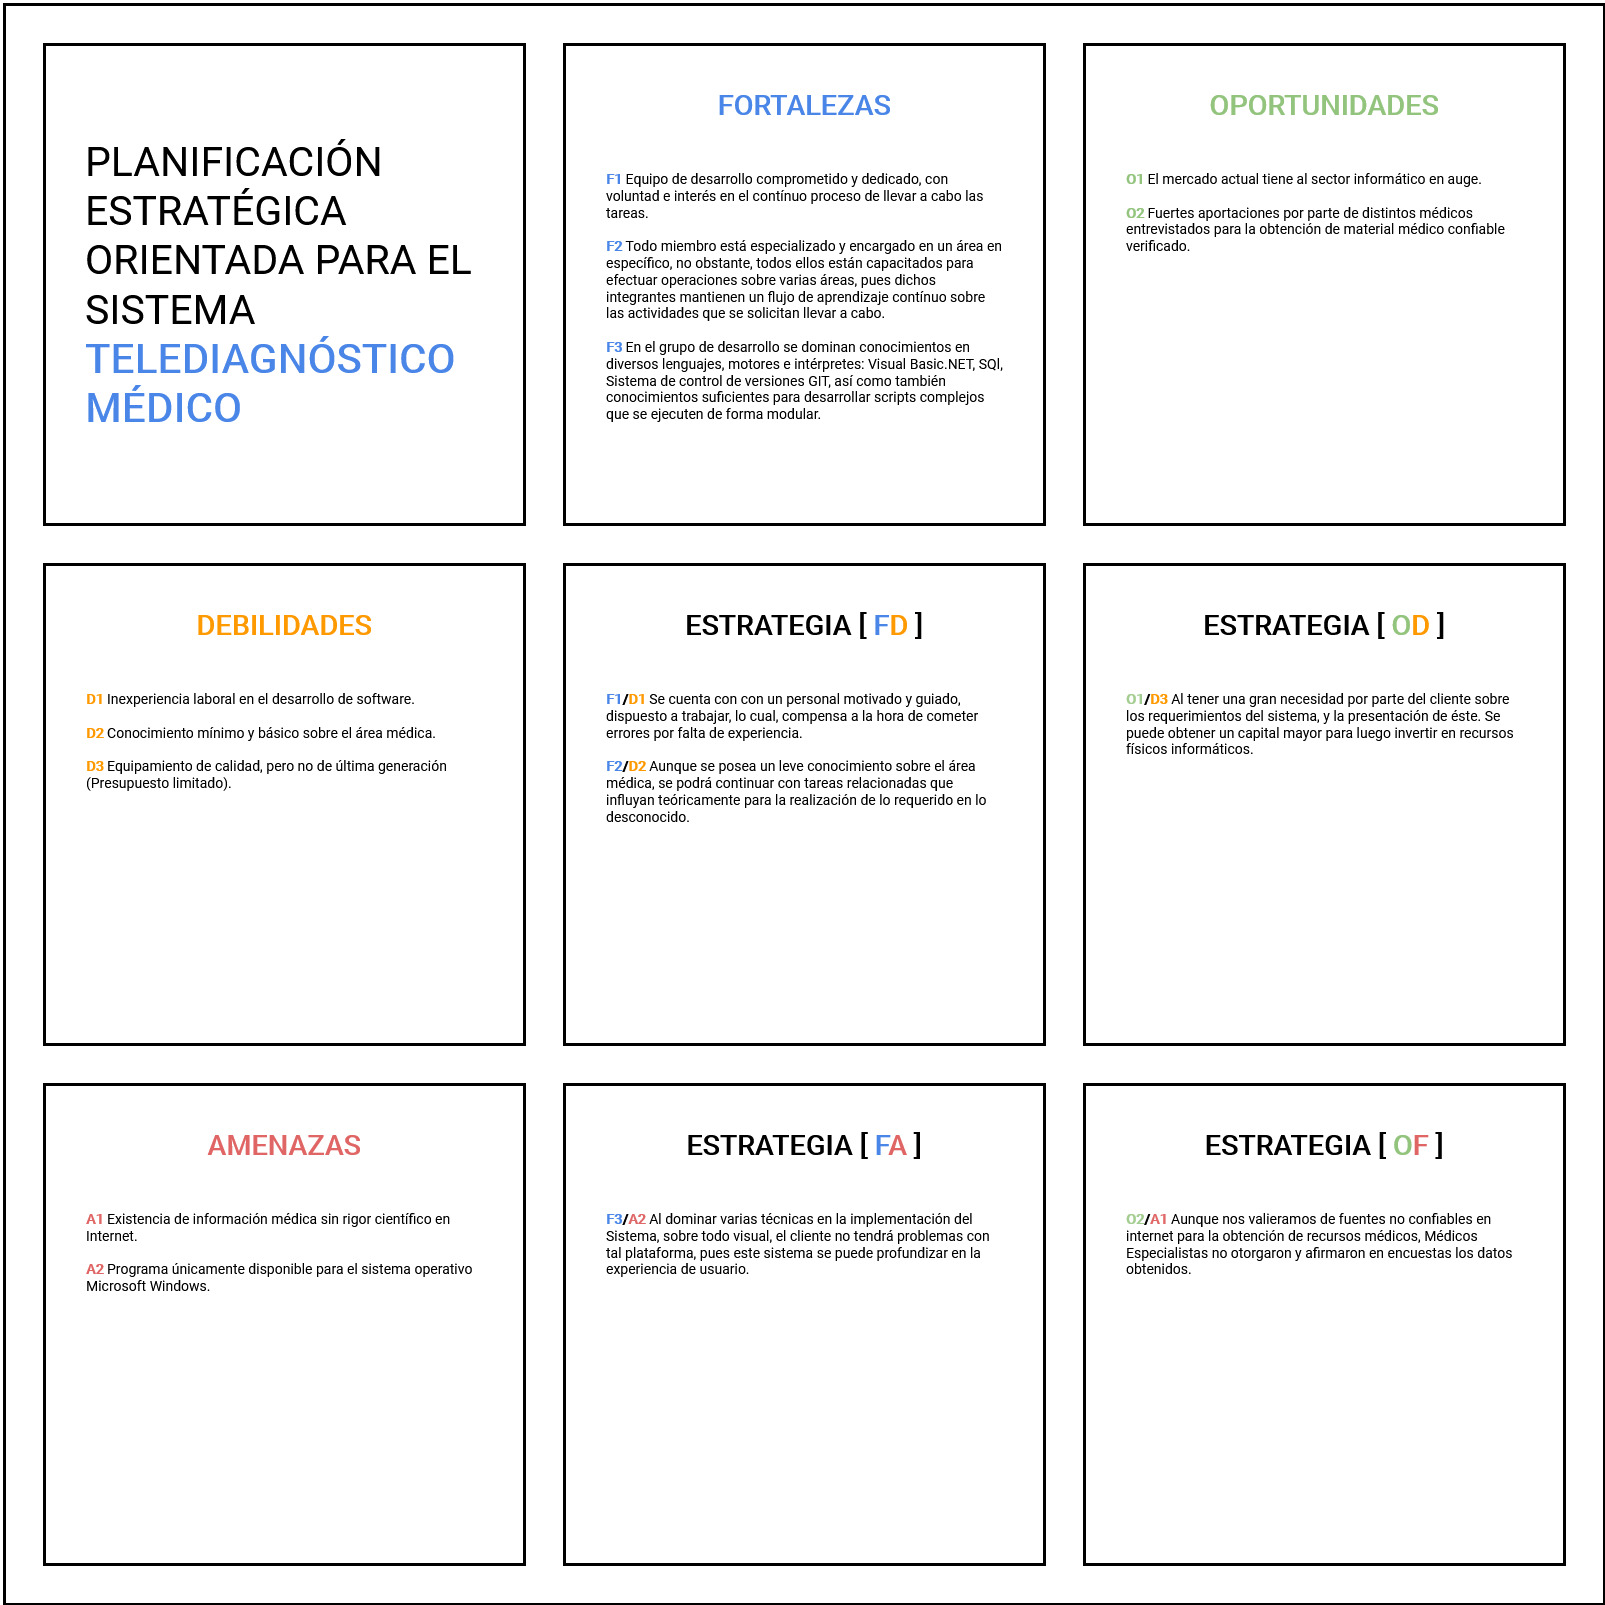 PLANIFICACIÓN
ESTRATÉGICA
ORIENTADA PARA EL
SISTEMA
TELEDIAGNÓSTICO
MÉDICO
FORTALEZAS
F1 Equipo de desarrollo comprometido y dedicado, con
voluntad e interés en el contínuo proceso de llevar a cabo las
tareas.
F2 Todo miembro está especializado y encargado en un área en
específico, no obstante, todos ellos están capacitados para
efectuar operaciones sobre varias áreas, pues dichos
integrantes mantienen un flujo de aprendizaje contínuo sobre
las actividades que se solicitan llevar a cabo.
F3 En el grupo de desarrollo se dominan conocimientos en
diversos lenguajes, motores e intérpretes: Visual Basic.NET, SQl,
Sistema de control de versiones GIT, así como también
conocimientos suficientes para desarrollar scripts complejos
que se ejecuten de forma modular.
OPORTUNIDADES
O1 El mercado actual tiene al sector informático en auge.
O2 Fuertes aportaciones por parte de distintos médicos
entrevistados para la obtención de material médico confiable
verificado.
DEBILIDADES
D1 Inexperiencia laboral en el desarrollo de software.
D2 Conocimiento mínimo y básico sobre el área médica.
D3 Equipamiento de calidad, pero no de última generación
(Presupuesto limitado).
ESTRATEGIA [ FD ]
F1/D1 Se cuenta con con un personal motivado y guiado,
dispuesto a trabajar, lo cual, compensa a la hora de cometer
errores por falta de experiencia.
F2/D2 Aunque se posea un leve conocimiento sobre el área
médica, se podrá continuar con tareas relacionadas que
influyan teóricamente para la realización de lo requerido en lo
desconocido.
ESTRATEGIA [ OD ]
O1/D3 Al tener una gran necesidad por parte del cliente sobre
los requerimientos del sistema, y la presentación de éste. Se
puede obtener un capital mayor para luego invertir en recursos
físicos informáticos.
AMENAZAS
A1 Existencia de información médica sin rigor científico en
Internet.
A2 Programa únicamente disponible para el sistema operativo
Microsoft Windows.
ESTRATEGIA [ FA ]
F3/A2 Al dominar varias técnicas en la implementación del
Sistema, sobre todo visual, el cliente no tendrá problemas con
tal plataforma, pues este sistema se puede profundizar en la
experiencia de usuario.
ESTRATEGIA [ OF ]
O2/A1 Aunque nos valieramos de fuentes no confiables en
internet para la obtención de recursos médicos, Médicos
Especialistas no otorgaron y afirmaron en encuestas los datos
obtenidos.